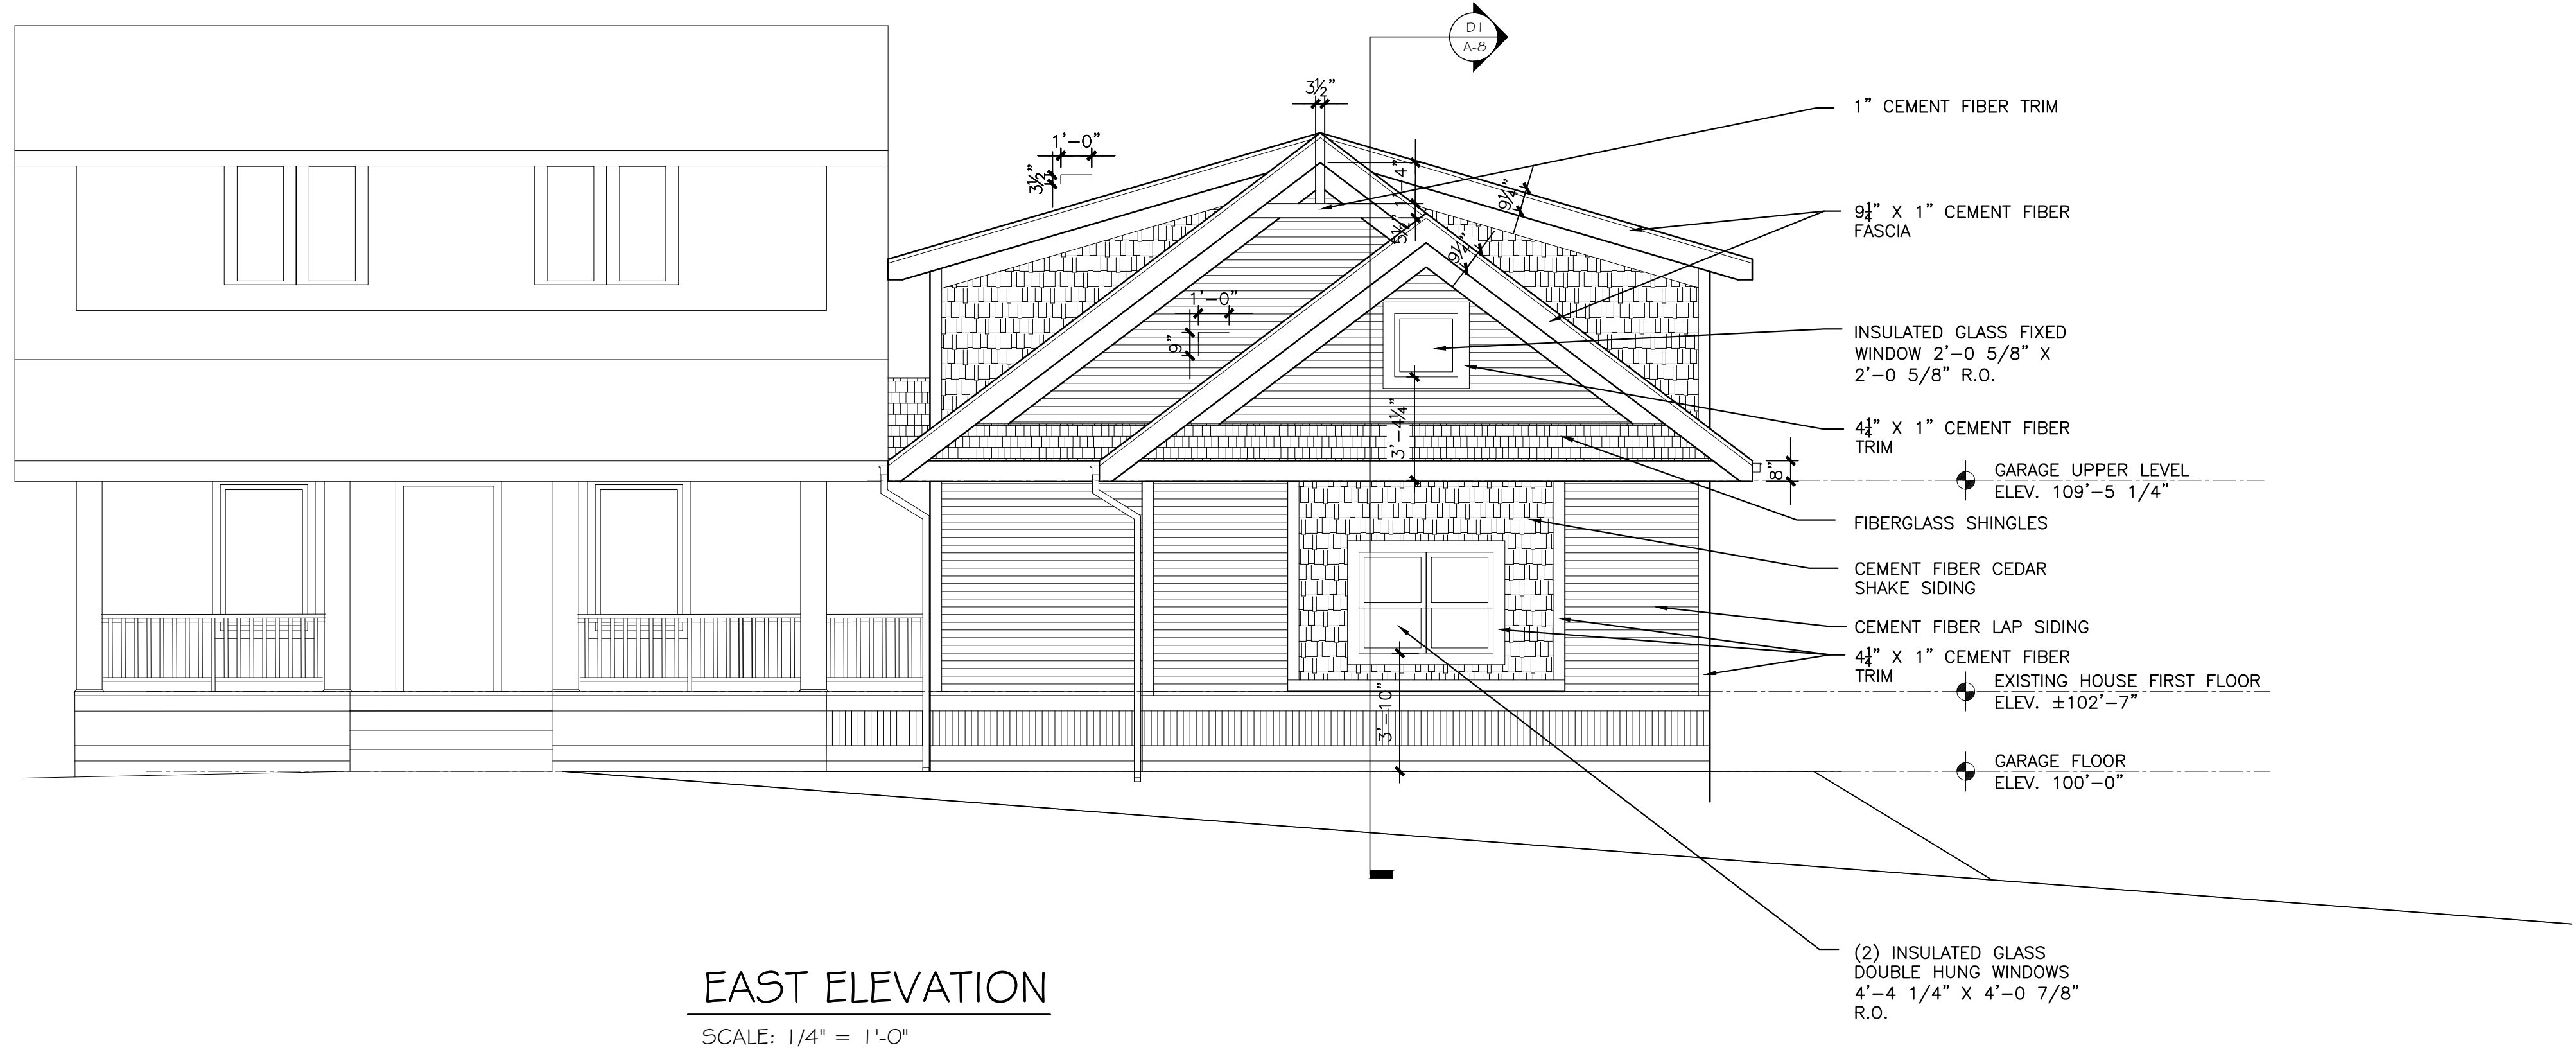 D1
A-8
3½"
1'-0"
3½"
1'-4"
5½"
9¼"
9¼"
1'-0"
9"
3'-4¼"
8"
3'-10"
1" CEMENT FIBER TRIM
9¼" X 1" CEMENT FIBER
FASCIA
INSULATED GLASS FIXED
WINDOW 2'-0 5/8" X
2'-0 5/8" R.O.
4¼" X 1" CEMENT FIBER
TRIM
GARAGE UPPER LEVEL
ELEV. 109'-5 1/4"
FIBERGLASS SHINGLES
CEMENT FIBER CEDAR
SHAKE SIDING
CEMENT FIBER LAP SIDING
4¼" X 1" CEMENT FIBER
TRIM
EXISTING HOUSE FIRST FLOOR
ELEV. ±102'-7"
GARAGE FLOOR
ELEV. 100'-0"
(2) INSULATED GLASS
DOUBLE HUNG WINDOWS
4'-4 1/4" X 4'-0 7/8"
R.O.
EAST ELEVATION
SCALE: 1/4" = 1'-0"